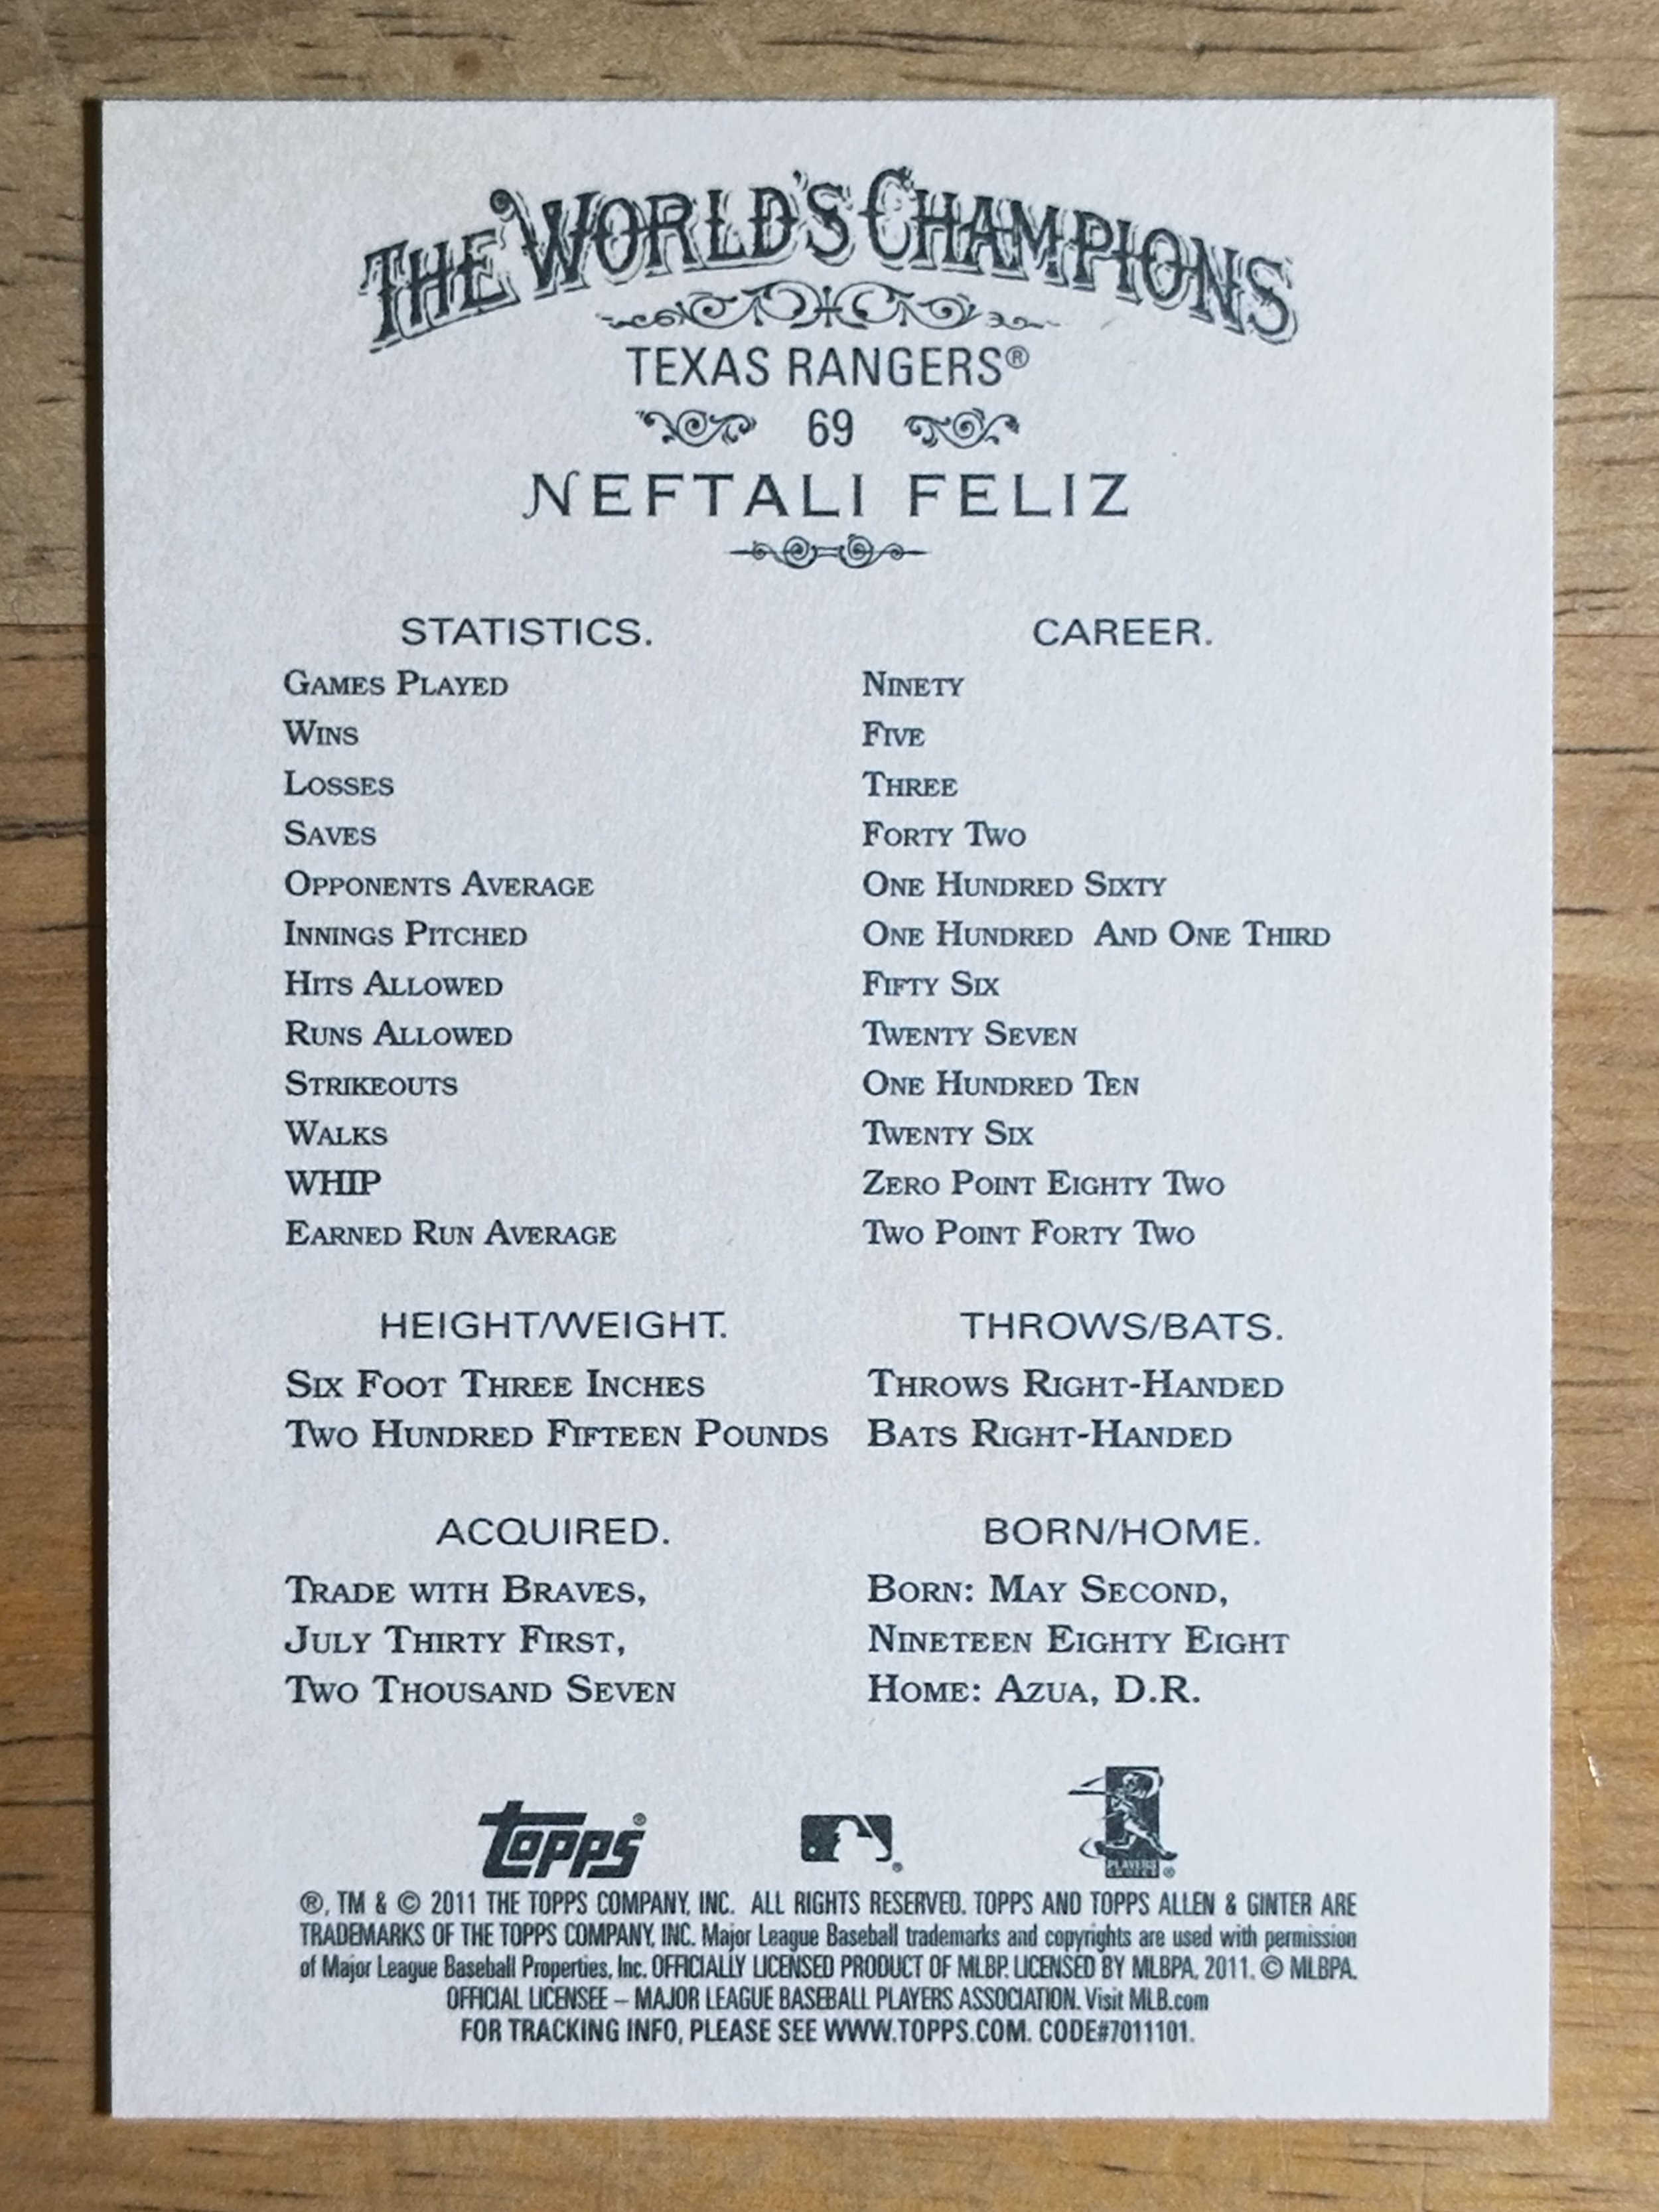 THE WORLD'S CHAMPIONS
TEXAS RANGERS®
69
NEFTALI FELIZ
STATISTICS. CAREER.
GAMES PLAYED NINETY
WINS FIVE
LOSSES THREE
SAVES FORTY TWO
OPPONENTS AVERAGE ONE HUNDRED SIXTY
INNINGS PITCHED ONE HUNDRED AND ONE THIRD
HITS ALLOWED FIFTY SIX
RUNS ALLOWED TWENTY SEVEN
STRIKEOUTS ONE HUNDRED TEN
WALKS TWENTY SIX
WHIP ZERO POINT EIGHTY TWO
EARNED RUN AVERAGE TWO POINT FORTY TWO
HEIGHT/WEIGHT. THROWS/BATS.
SIX FOOT THREE INCHES THROWS RIGHT-HANDED
TWO HUNDRED FIFTEEN POUNDS BATS RIGHT-HANDED
ACQUIRED. BORN/HOME.
TRADE WITH BRAVES, BORN: MAY SECOND,
JULY THIRTY FIRST, NINETEEN EIGHTY EIGHT
TWO THOUSAND SEVEN HOME: AZUA, D.R.
Topps® ® PLAYERS CHOICE®
®, TM & © 2011 THE TOPPS COMPANY, INC. ALL RIGHTS RESERVED. TOPPS AND TOPPS ALLEN & GINTER ARE
TRADEMARKS OF THE TOPPS COMPANY, INC. Major League Baseball trademarks and copyrights are used with permission
of Major League Baseball Properties, Inc. OFFICIALLY LICENSED PRODUCT OF MLBP. LICENSED BY MLBPA. 2011. © MLBPA.
OFFICIAL LICENSEE – MAJOR LEAGUE BASEBALL PLAYERS ASSOCIATION. Visit MLB.com
FOR TRACKING INFO, PLEASE SEE WWW.TOPPS.COM. CODE#7011101.